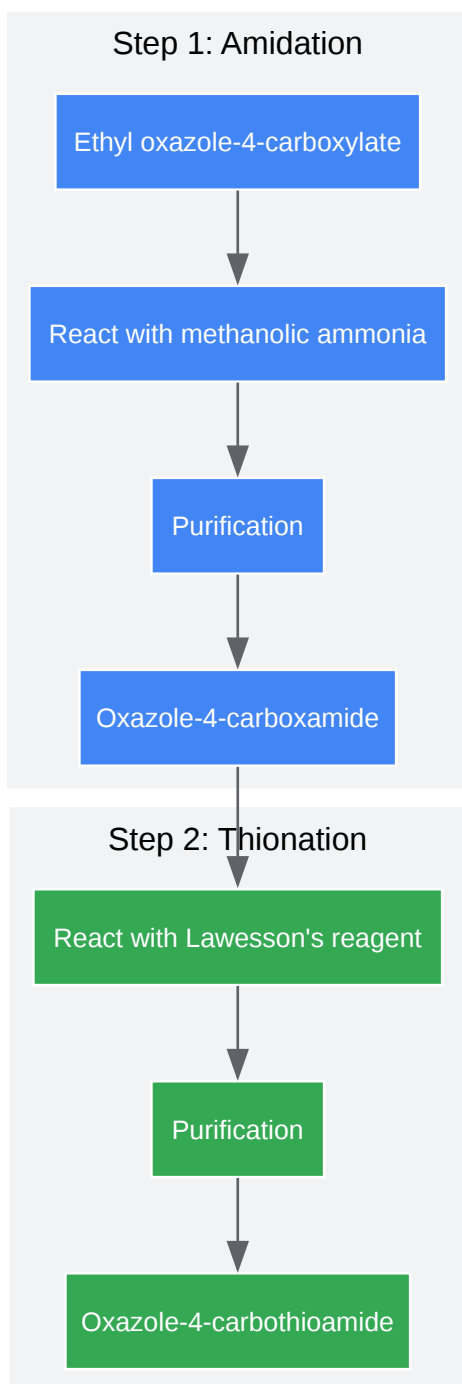 Step 1: Amidation
Ethyl oxazole-4-carboxylate
React with methanolic ammonia
Purification
Oxazole-4-carboxamide
Step 2: Thionation
React with Lawesson's reagent
Purification
Oxazole-4-carbothioamide